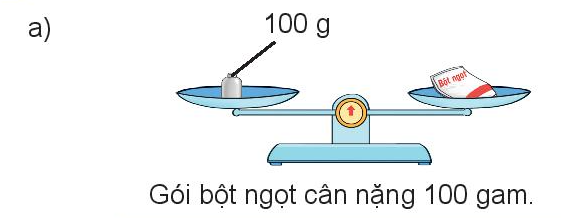 a)
100 g
Bột ngọt
Gói bột ngọt cân nặng 100 gam.